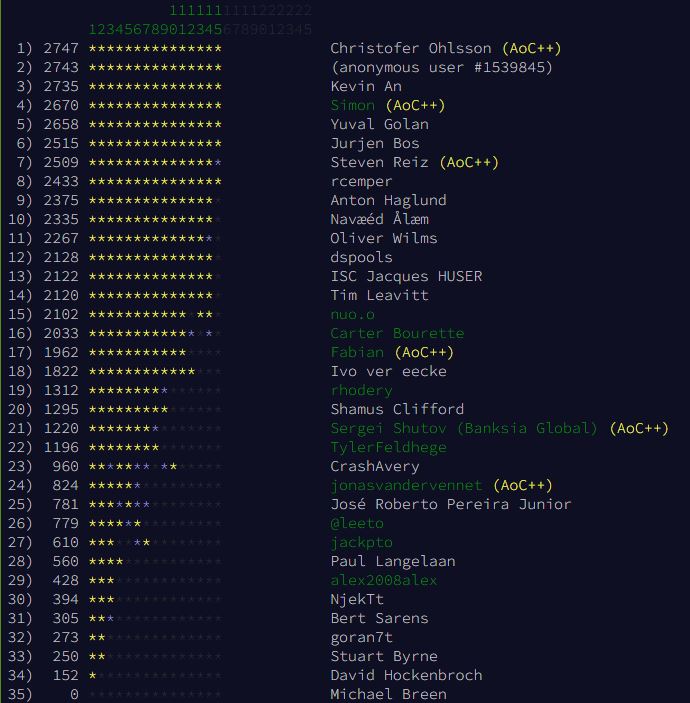 1111111111222222
1234567890123456789012345
1) 2747 *************** Christofer Ohlsson (AoC++)
2) 2743 *************** (anonymous user #1539845)
3) 2735 *************** Kevin An
4) 2670 *************** Simon (AoC++)
5) 2658 *************** Yuval Golan
6) 2515 *************** Jurjen Bos
7) 2509 *************** Steven Reiz (AoC++)
8) 2433 *************** rcemper
9) 2375 *************** Anton Haglund
10) 2335 *************** Navæéd Ålæm
11) 2267 *************** Oliver Wilms
12) 2128 *************** dspools
13) 2122 *************** ISC Jacques HUSER
14) 2120 *************** Tim Leavitt
15) 2102 *************** nuo.o
16) 2033 *************** Carter Bourette
17) 1962 *************** Fabian (AoC++)
18) 1822 *************** Ivo ver eecke
19) 1312 *************** rhodery
20) 1295 *************** Shamus Clifford
21) 1220 *************** Sergei Shutov (Banksia Global) (AoC++)
22) 1196 *************** TylerFeldhege
23) 960 *************** CrashAvery
24) 824 *************** jonasvandervennet (AoC++)
25) 781 *************** José Roberto Pereira Junior
26) 779 *************** @leeto
27) 610 *************** jackpto
28) 560 *************** Paul Langelaan
29) 428 *************** alex2008alex
30) 394 *************** NjekTt
31) 305 *************** Bert Sarens
32) 273 *************** goran7t
33) 250 *************** Stuart Byrne
34) 152 *************** David Hockenbroch
35) 0 *************** Michael Breen